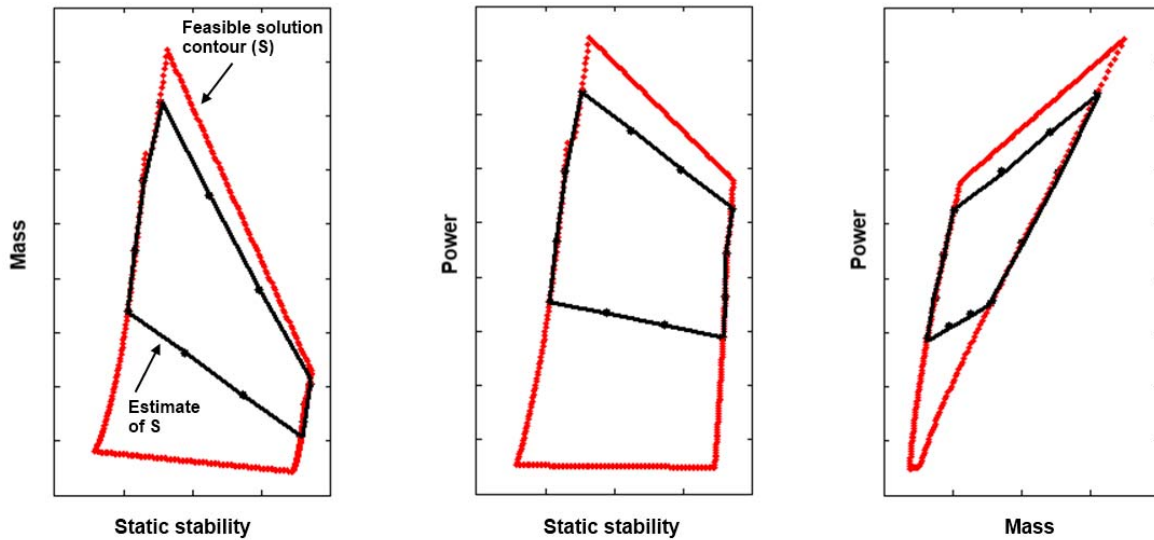 Feasible solution
contour (S)
Mass
Estimate
of S
Static stability
Power
Static stability
Power
Mass